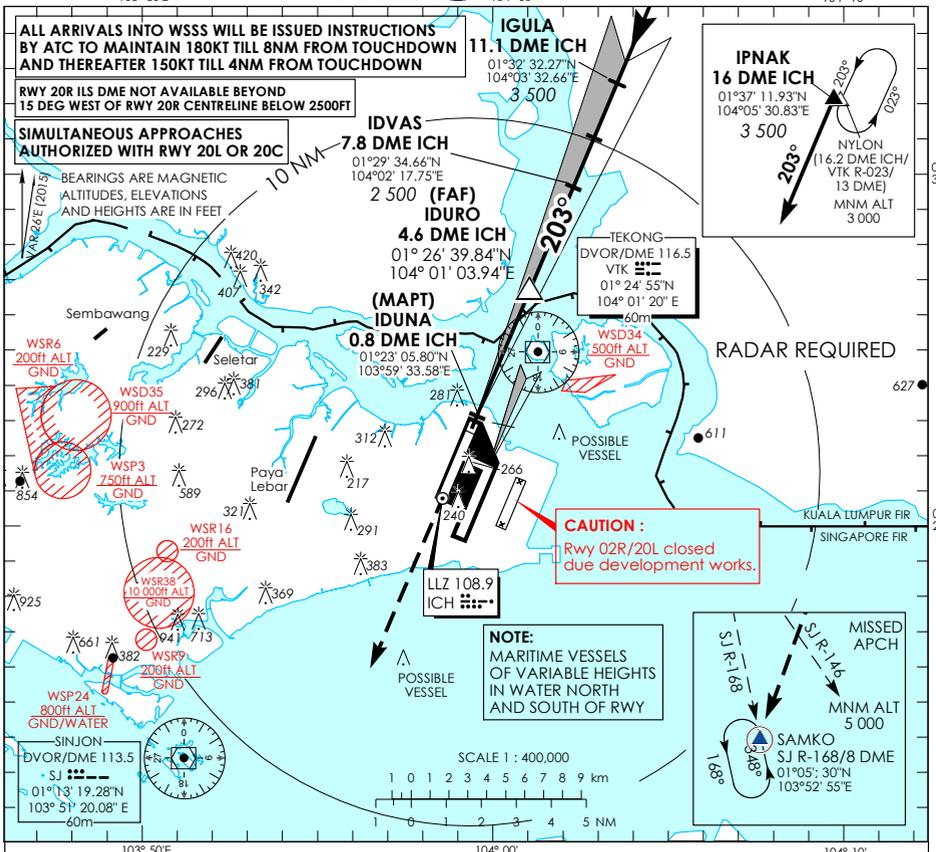 ALL ARRIVALS INTO WSSS WILL BE ISSUED INSTRUCTIONS
BY ATC TO MAINTAIN 180KT TILL 8NM FROM TOUCHDOWN
AND THEREAFTER 150KT TILL 4NM FROM TOUCHDOWN
RWY 20R ILS DME NOT AVAILABLE BEYOND
15 DEG WEST OF RWY 20R CENTRELINE BELOW 2500FT
SIMULTANEOUS APPROACHES
AUTHORIZED WITH RWY 20L OR 20C
VAR 26'E (2015)
BEARINGS ARE MAGNETIC
ALTITUDES, ELEVATIONS
AND HEIGHTS ARE IN FEET
10 NM
IGULA
11.1 DME ICH
01°32' 32.27"N
104°03' 32.66"E
3 500
IDVAS
7.8 DME ICH
01°29' 34.66"N
104°02' 17.75"E
2 500
(FAF)
IDURO
4.6 DME ICH
01° 26' 39.84"N
104° 01' 03.94"E
(MAPT)
IDUNA
0.8 DME ICH
01°23' 05.80"N
103°59' 33.58"E
203°
IPNAK
16 DME ICH
01°37' 11.93"N
104°05' 30.83"E
3 500
203°
023°
203°
NYLON
(16.2 DME ICH/
VTK R-023/
13 DME)
MNM ALT
3 000
TEKONG
DVOR/DME 116.5
VTK
01° 24' 55"N
104° 01' 20" E
60m
WSD34
500ft ALT
GND
RADAR REQUIRED
627
611
420
407
342
Sembawang
229
Seletar
296
381
281
WSR6
200ft ALT
GND
WSD35
900ft ALT
GND
WSP3
750ft ALT
GND
854
272
589
312
217
Paya
Lebar
321
291
383
266
240
POSSIBLE
VESSEL
CAUTION :
Rwy 02R/20L closed
due development works.
KUALA LUMPUR FIR
SINGAPORE FIR
WSR16
200ft ALT
GND
WSR38
10 000ft ALT
GND
369
925
661
382
941
713
WSR9
200ft ALT
GND
WSP24
800ft ALT
GND/WATER
LLZ 108.9
ICH
POSSIBLE
VESSEL
NOTE:
MARITIME VESSELS
OF VARIABLE HEIGHTS
IN WATER NORTH
AND SOUTH OF RWY
MISSED
APCH
SJ R-168
SJ R-146
MNM ALT
5 000
SAMKO
SJ R-168/8 DME
01°05'; 30"N
103°52' 55"E
168°
348°
SINJON
DVOR/DME 113.5
SJ
01° 13' 19.28"N
103° 51' 20.08" E
60m
SCALE 1 : 400,000
1 0 1 2 3 4 5 6 7 8 9 km
1 0 1 2 3 4 5 NM
103° 50'E
104° 00'
104° 10'